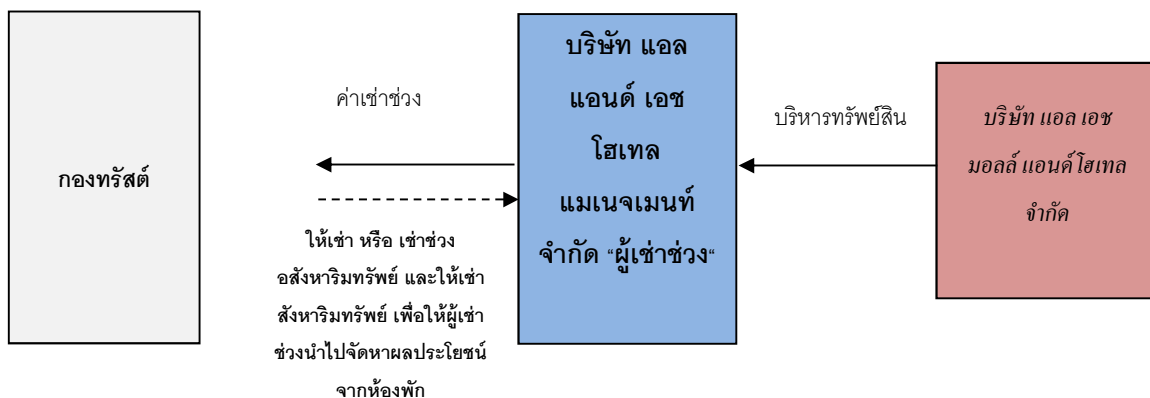 กองทรัสต์
ค่าเช่าช่วง
ให้เช่า หรือ เช่าช่วง
อสังหาริมทรัพย์ และให้เช่า
สังหาริมทรัพย์ เพื่อให้ผู้เช่า
ช่วงนำไปจัดหาผลประโยชน์
จากห้องพัก
บริษัท แอล
แอนด์ เอช
โฮเทล
แมเนจเมนท์
จำกัด “ผู้เช่าช่วง“
บริหารทรัพย์สิน
บริษัท แอล เอช
มอลล์ แอนด์ โฮเทล
จำกัด